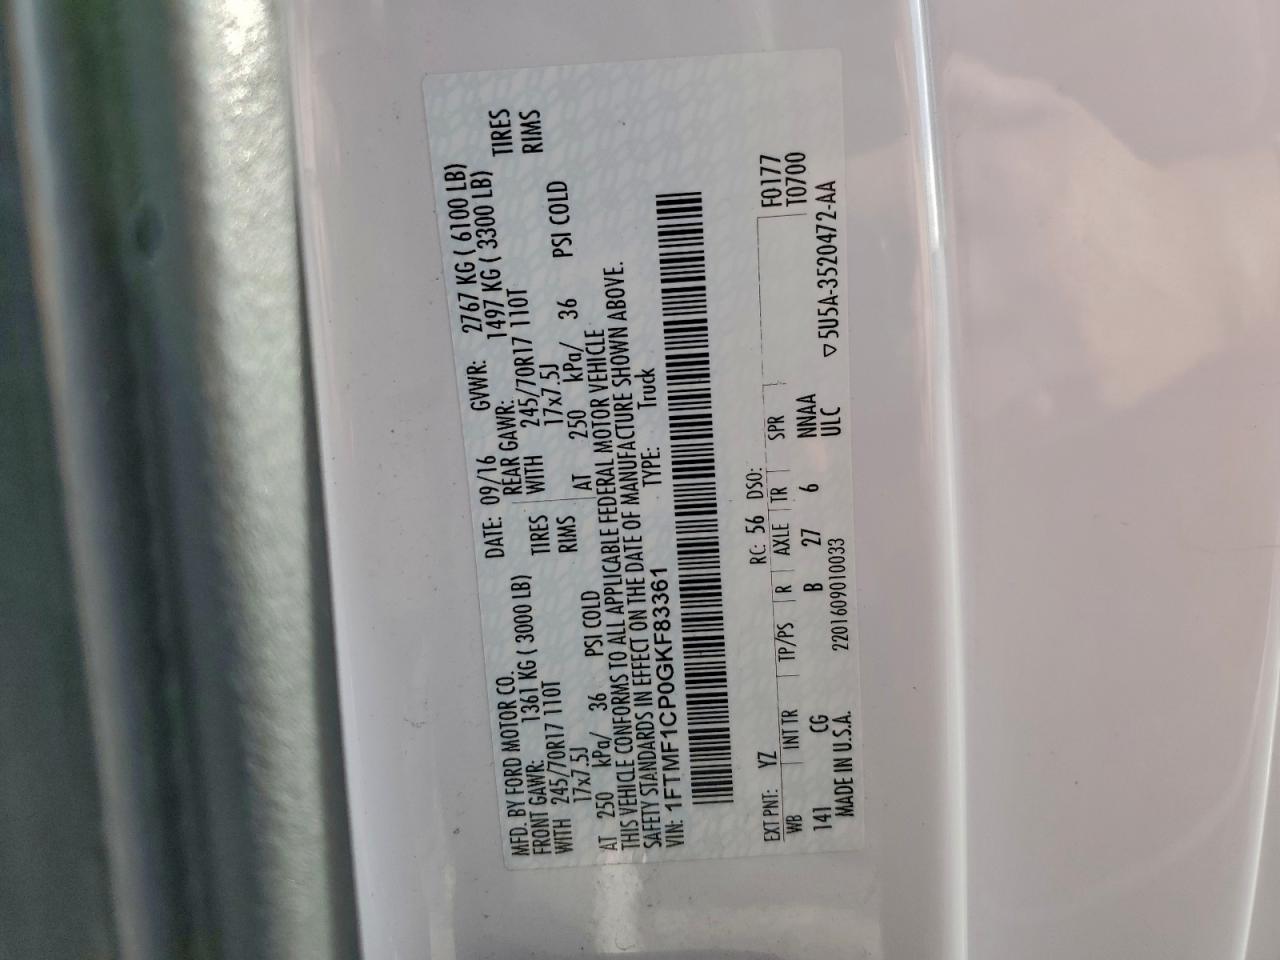 MFD. BY FORD MOTOR CO.
DATE: 09/16 GVWR: 2767 KG ( 6100 LB)
FRONT GAWR: 1361 KG ( 3000 LB) REAR GAWR: 1497 KG ( 3300 LB)
WITH 245/70R17 110T TIRES WITH 245/70R17 110T TIRES
17x7.5J RIMS 17x7.5J RIMS
AT 250 kPa/ 36 PSI COLD AT 250 kPa/ 36 PSI COLD
THIS VEHICLE CONFORMS TO ALL APPLICABLE FEDERAL MOTOR VEHICLE
SAFETY STANDARDS IN EFFECT ON THE DATE OF MANUFACTURE SHOWN ABOVE.
VIN: 1FTMF1CP0GKF83361 TYPE: Truck
F0177
T0700
EXT PNT: YZ RC: 56 DSO:
WB INT TR TP/PS R AXLE TR SPR
141 CG B 27 6 NNAA
MADE IN U.S.A. 2201609010033 ULC ▽5U5A-3520472-AA